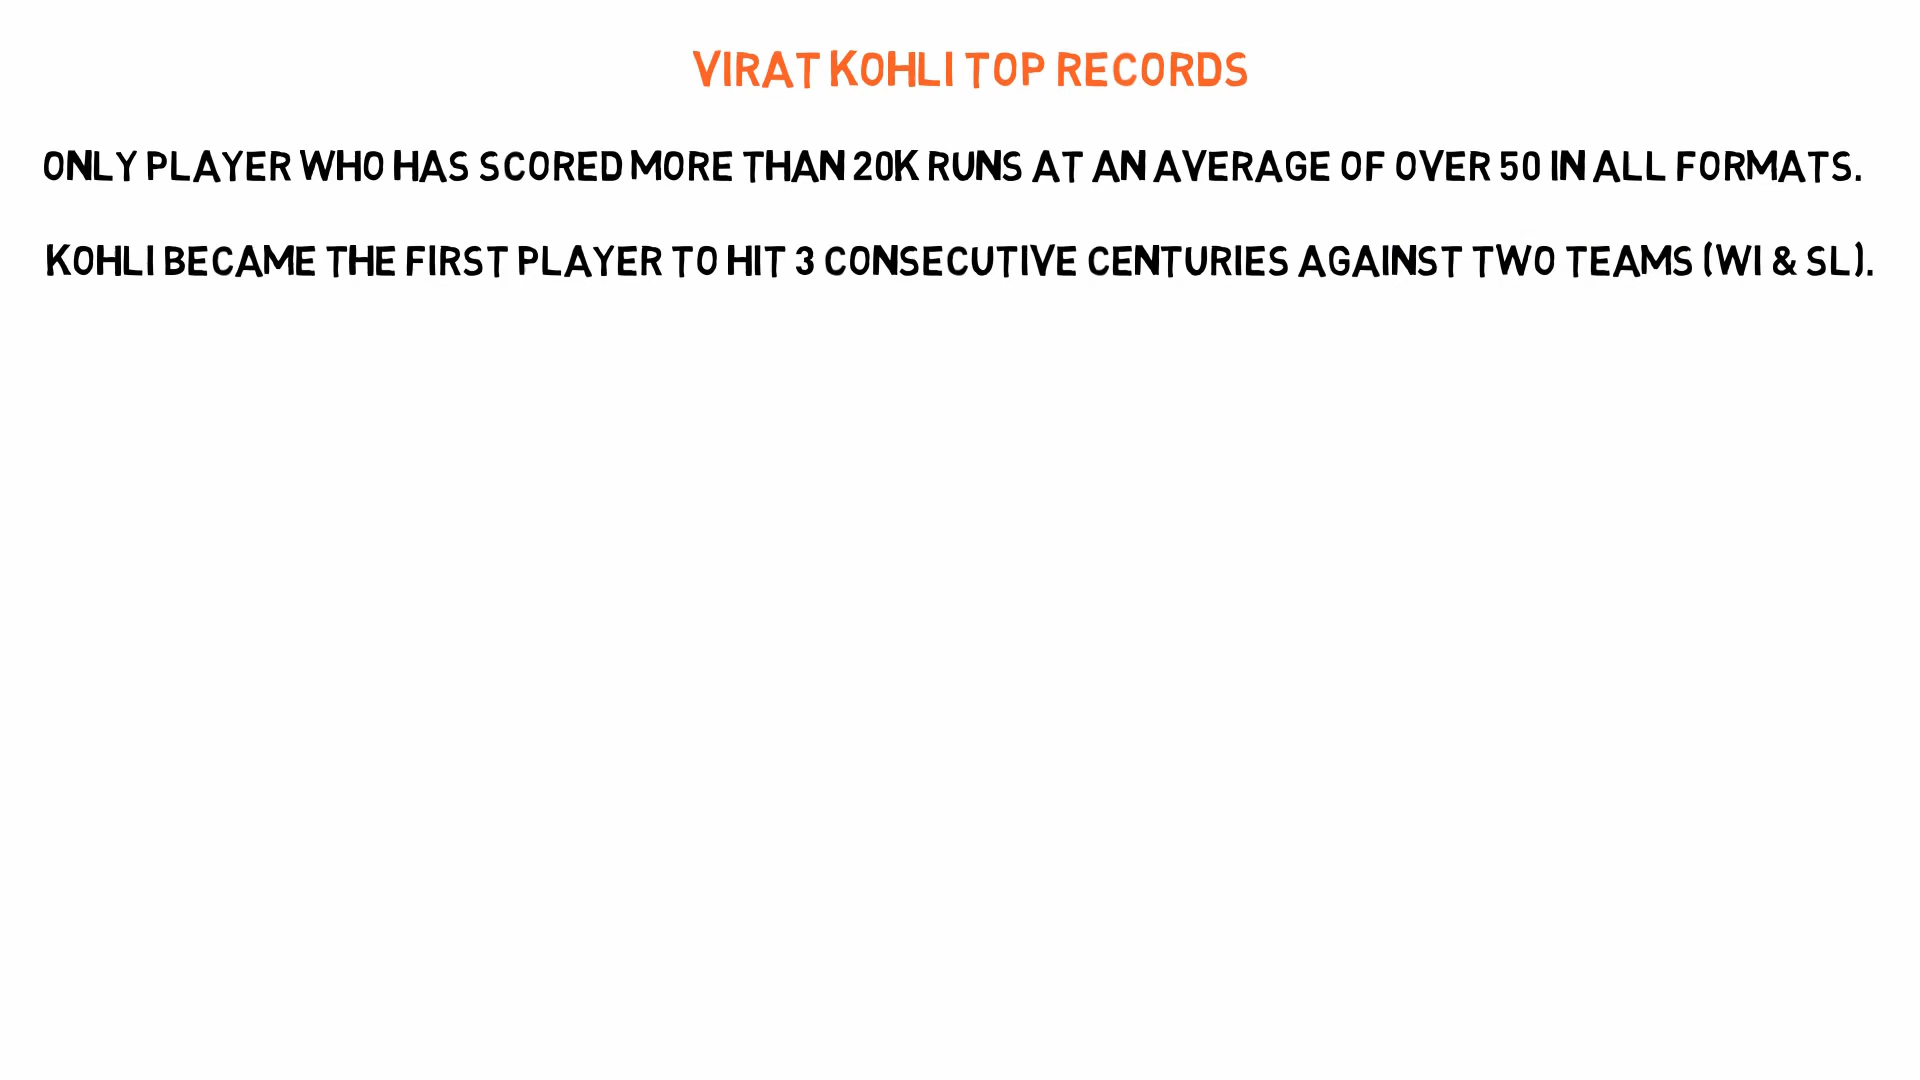 VIRAT KOHLI TOP RECORDS
ONLY PLAYER WHO HAS SCORED MORE THAN 20K RUNS AT AN AVERAGE OF OVER 50 IN ALL FORMATS.
KOHLI BECAME THE FIRST PLAYER TO HIT 3 CONSECUTIVE CENTURIES AGAINST TWO TEAMS (WI & SL).